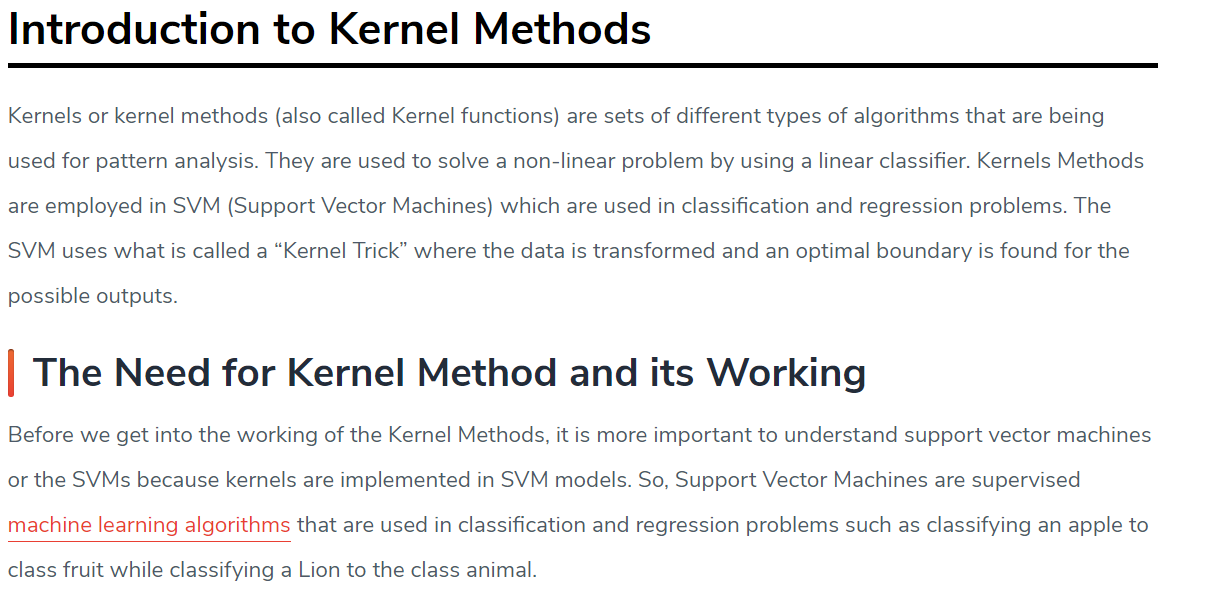 Introduction to Kernel Methods
Kernels or kernel methods (also called Kernel functions) are sets of different types of algorithms that are being
used for pattern analysis. They are used to solve a non-linear problem by using a linear classifier. Kernels Methods
are employed in SVM (Support Vector Machines) which are used in classification and regression problems. The
SVM uses what is called a “Kernel Trick” where the data is transformed and an optimal boundary is found for the
possible outputs.
The Need for Kernel Method and its Working
Before we get into the working of the Kernel Methods, it is more important to understand support vector machines
or the SVMs because kernels are implemented in SVM models. So, Support Vector Machines are supervised
machine learning algorithms that are used in classification and regression problems such as classifying an apple to
class fruit while classifying a Lion to the class animal.